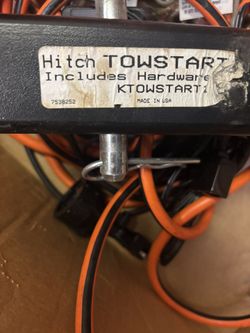 Hitch TOWSTART
Includes Hardware
KTOWSTART1
7538252 MADE IN USA